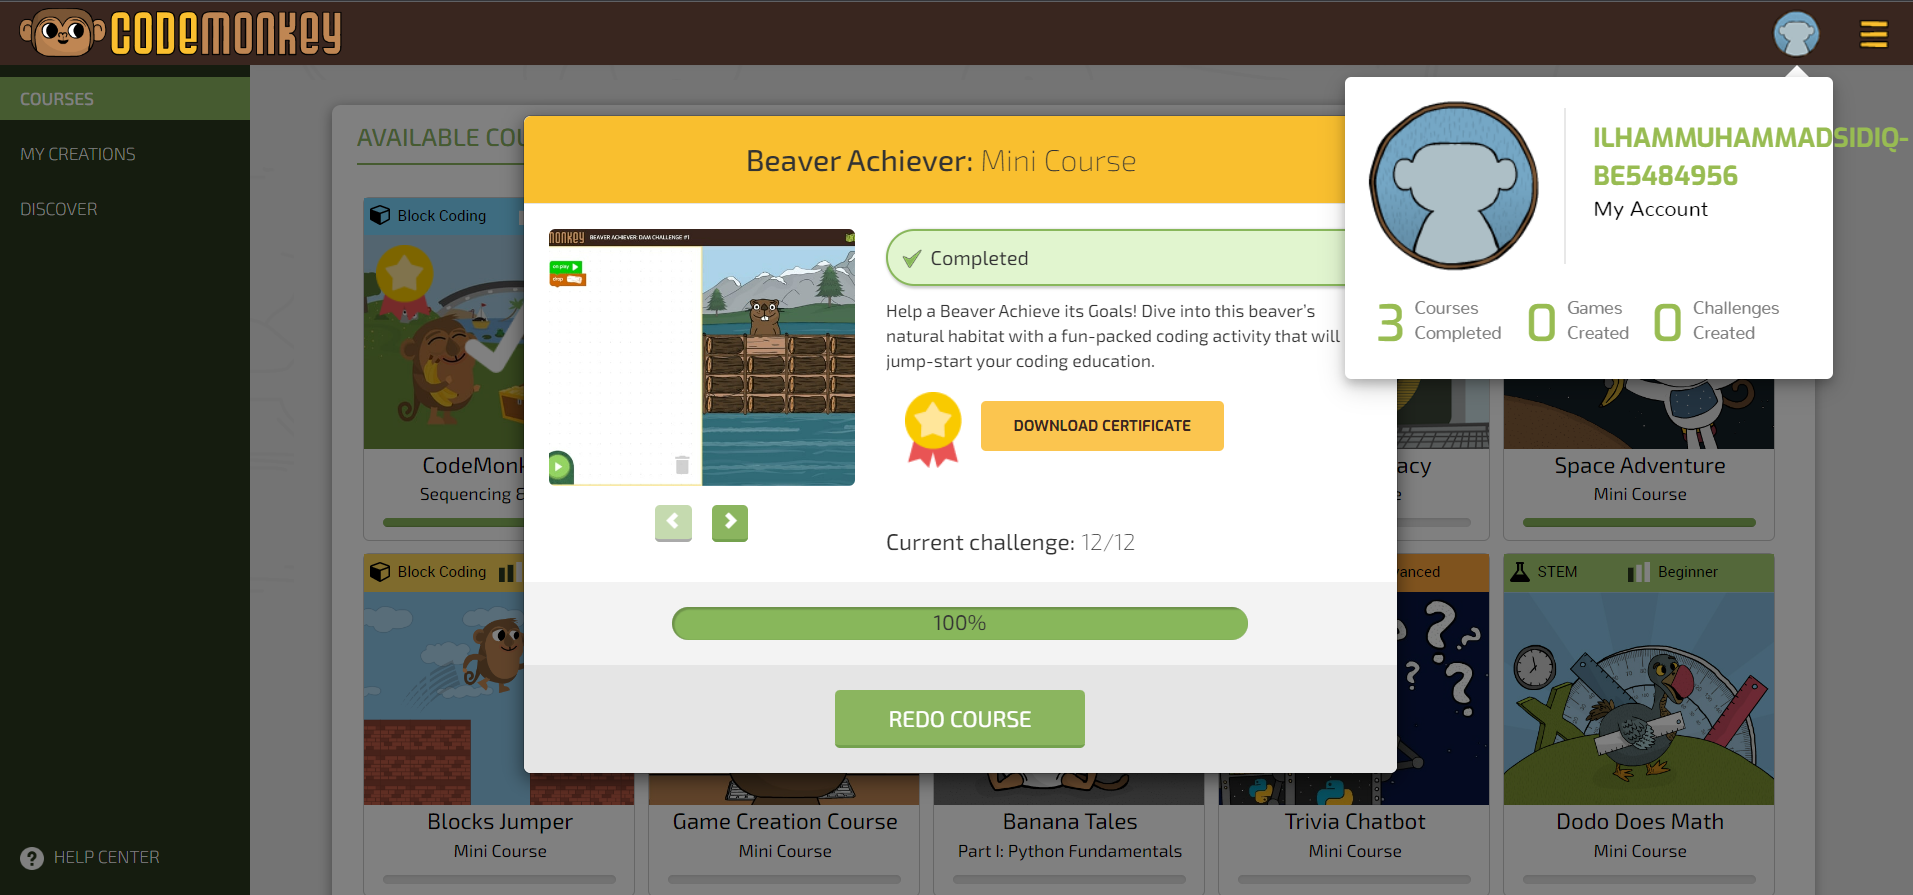 CODEMONKEY
COURSES
MY CREATIONS
DISCOVER
HELP CENTER
AVAILABLE
Block Coding
Sequencing &
Beaver Achiever: Mini Course
MONKEY BEAVER ACHIEVER: DAM CHALLENGE #1
on play
drop
Completed
Help a Beaver Achieve its Goals! Dive into this beaver's
natural habitat with a fun-packed coding activity that will
jump-start your coding education.
DOWNLOAD CERTIFICATE
Current challenge: 12/12
100%
REDO COURSE
ILHAMMUHAMMADSIDIQ-
BE5484956
My Account
3 Courses Completed
0 Games Created
0 Challenges Created
Space Adventure
Mini Course
Block Coding
Blocks Jumper
Mini Course
Game Creation Course
Mini Course
Banana Tales
Part I: Python Fundamentals
Trivia Chatbot
Mini Course
STEM Beginner
Dodo Does Math
Mini Course